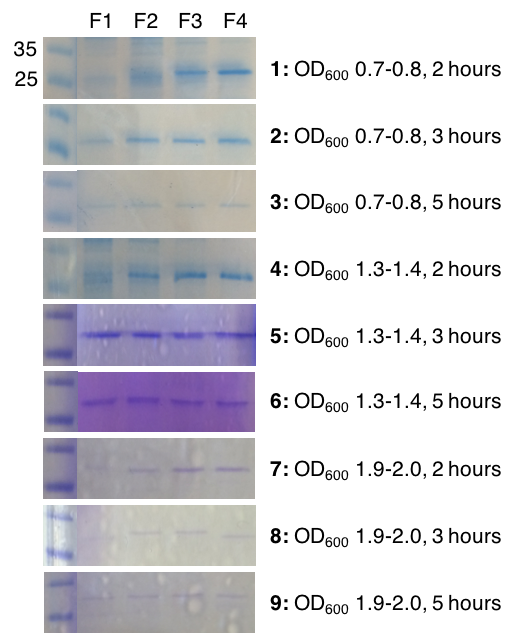 F1 F2 F3 F4
35
25
1: OD₆₀₀ 0.7-0.8, 2 hours
2: OD₆₀₀ 0.7-0.8, 3 hours
3: OD₆₀₀ 0.7-0.8, 5 hours
4: OD₆₀₀ 1.3-1.4, 2 hours
5: OD₆₀₀ 1.3-1.4, 3 hours
6: OD₆₀₀ 1.3-1.4, 5 hours
7: OD₆₀₀ 1.9-2.0, 2 hours
8: OD₆₀₀ 1.9-2.0, 3 hours
9: OD₆₀₀ 1.9-2.0, 5 hours